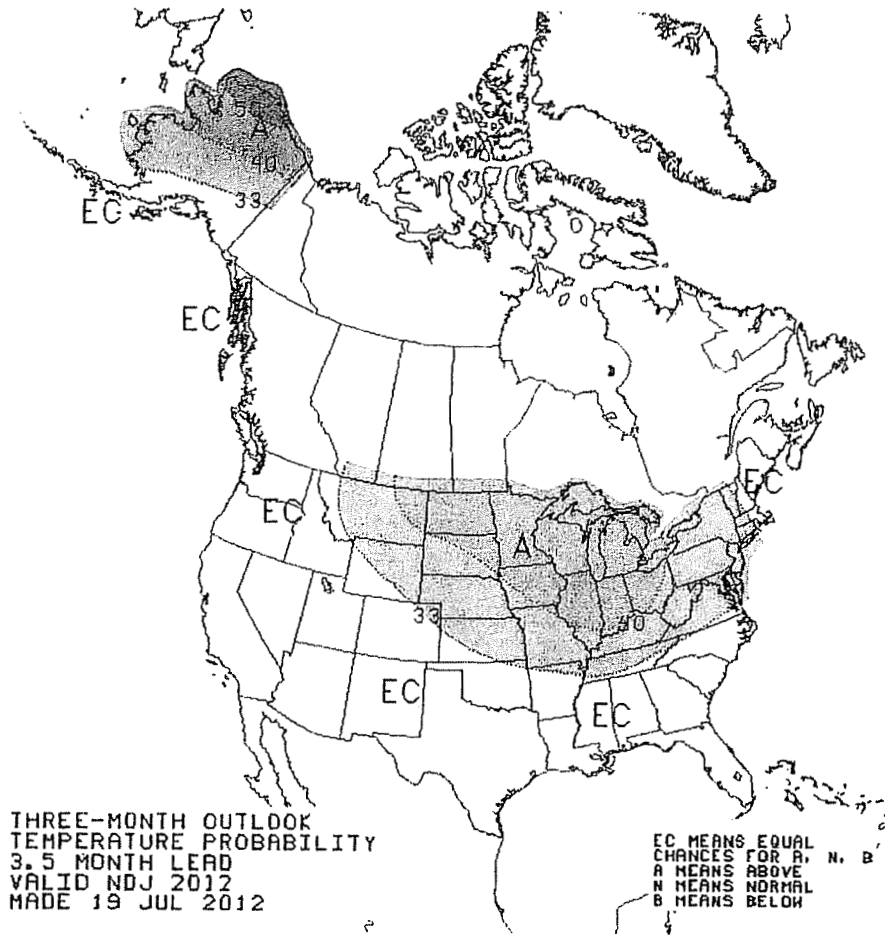 50
A
40
33
EC
EC
EC
EC
A
33
40
EC
EC
THREE-MONTH OUTLOOK
TEMPERATURE PROBABILITY
3.5 MONTH LEAD
VALID NDJ 2012
MADE 19 JUL 2012
EC MEANS EQUAL
CHANCES FOR A, N, B
A MEANS ABOVE
N MEANS NORMAL
B MEANS BELOW